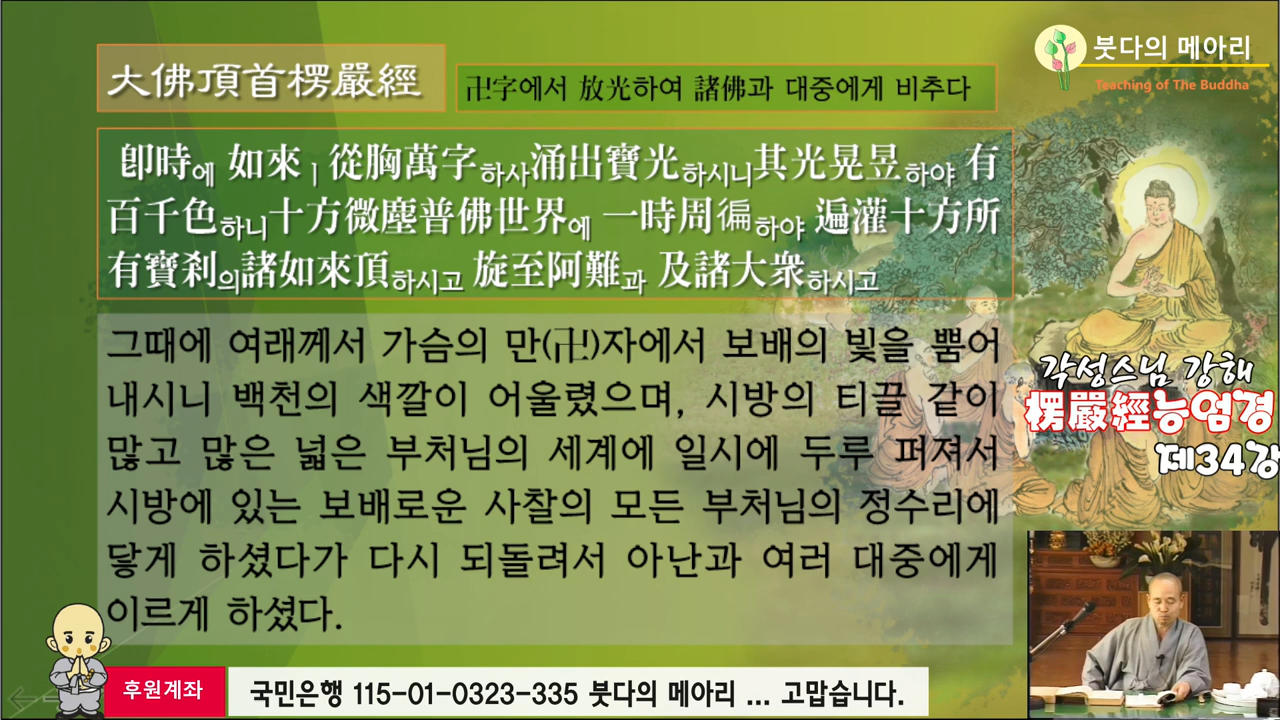 大佛頂首楞嚴經
卍字에서 放光하여 諸佛과 대중에게 비추다
붓다의 메아리
Teaching of The Buddha
卽時에 如來ㅣ 從胸萬字하사涌出寶光하시니其光晃昱하야 有
百千色하니十方微塵普佛世界에 一時周徧하야 遍灌十方所
有寶刹의諸如來頂하시고 旋至阿難과 及諸大衆하시고
그때에 여래께서 가슴의 만(卍)자에서 보배의 빛을 뿜어
내시니 백천의 색깔이 어울렸으며, 시방의 티끌 같이
많고 많은 넓은 부처님의 세계에 일시에 두루 퍼져서
시방에 있는 보배로운 사찰의 모든 부처님의 정수리에
닿게 하셨다가 다시 되돌려서 아난과 여러 대중에게
이르게 하셨다.
각성스님 강해
楞嚴經능엄경
제34강
후원계좌
국민은행 115-01-0323-335 붓다의 메아리 ... 고맙습니다.